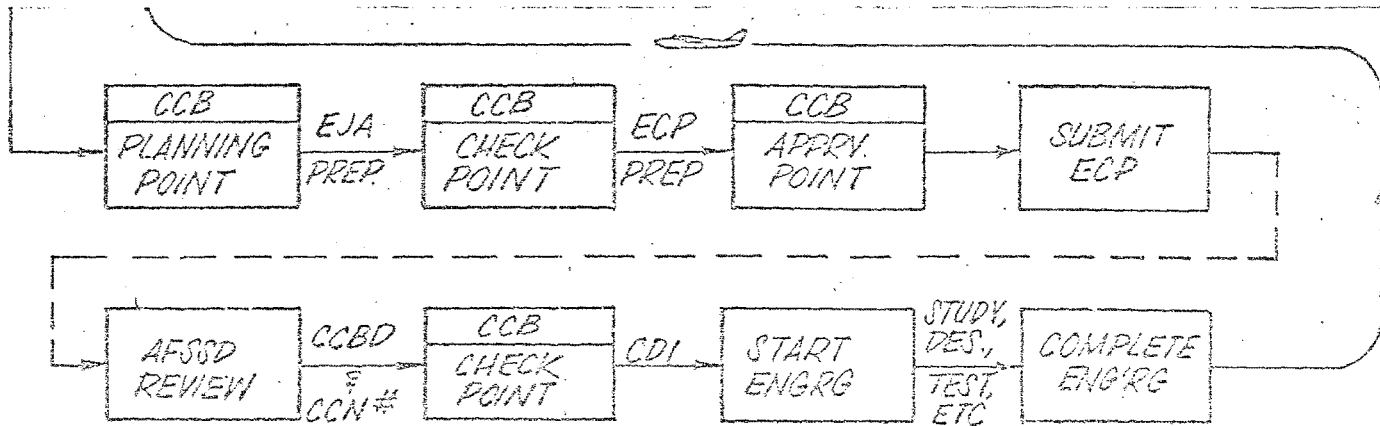 CCB
PLANNING
POINT
EJA
PREP.
CCB
CHECK
POINT
ECP
PREP
CCB
APPRV.
POINT
SUBMIT
ECP
AFSSD
REVIEW
CCBD
&
CCN #
CCB
CHECK
POINT
CDI
START
ENGRG
STUDY,
DES.,
TEST,
ETC
COMPLETE
ENG'RG